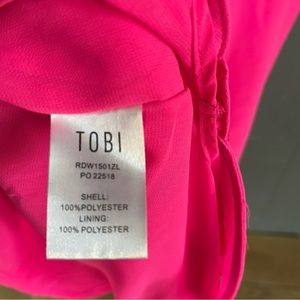 TOBI
RDW1501ZL
PO 22518
SHELL:
100%POLYESTER
LINING:
100% POLYESTER